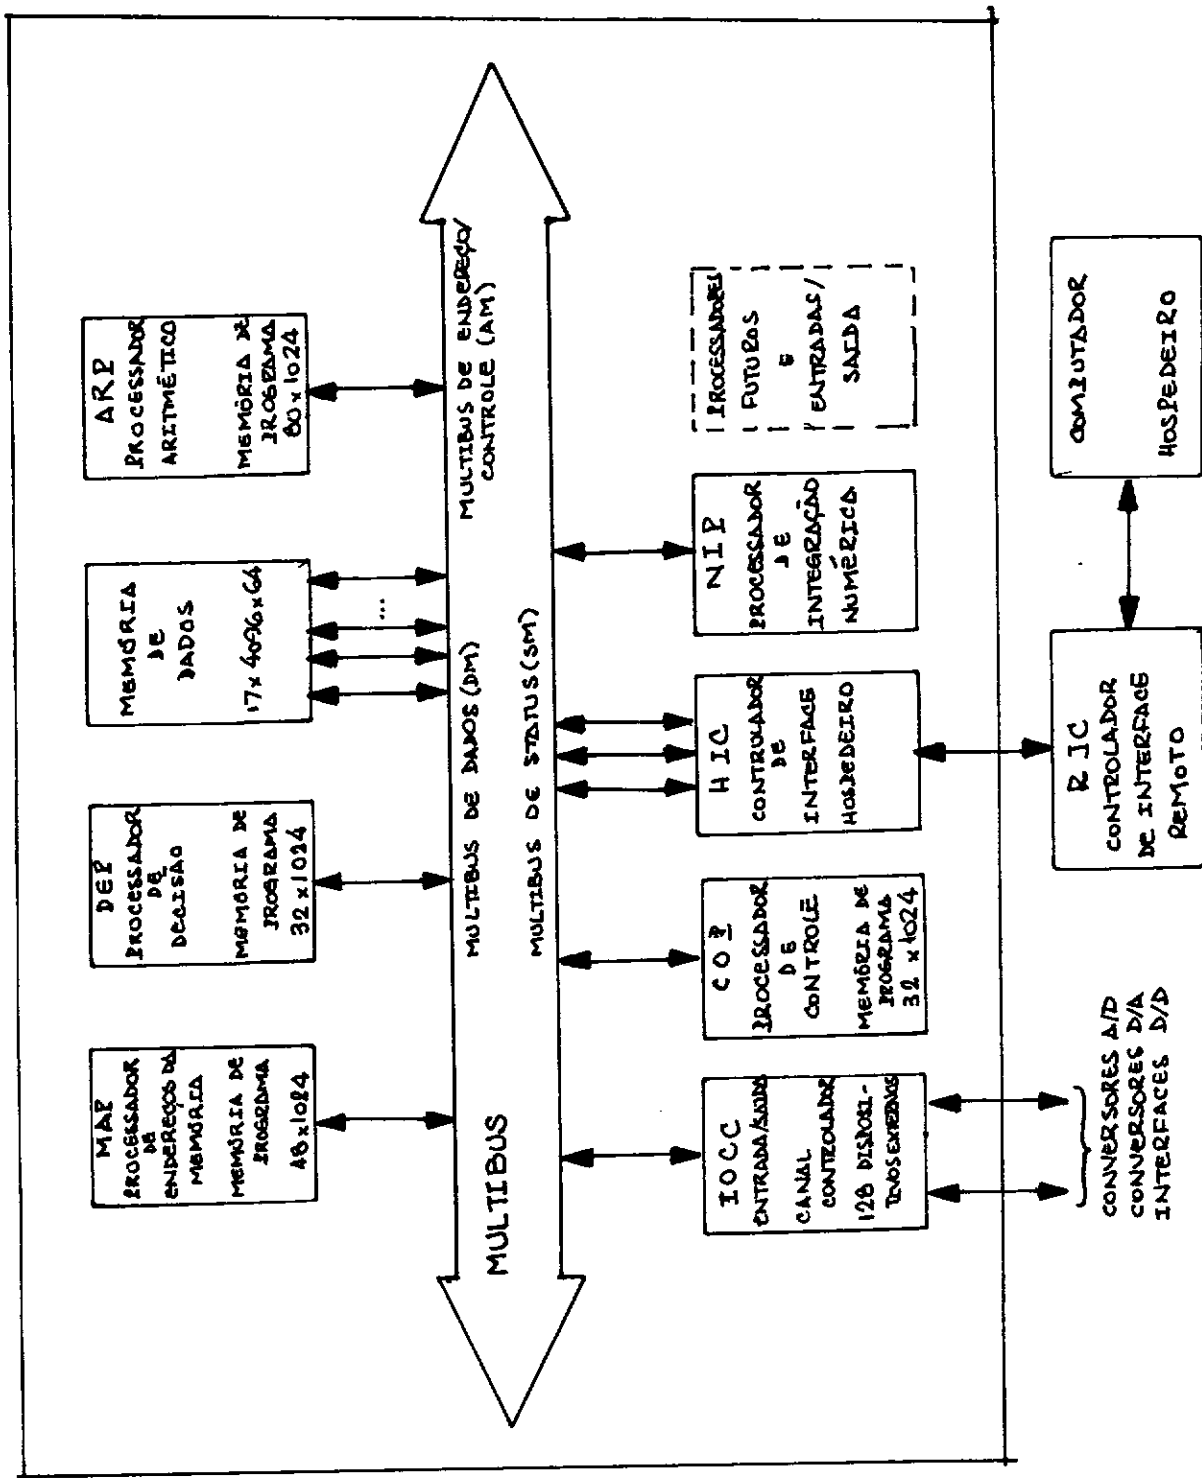 MAP
PROCESSADOR
DE
ENDEREÇOS DA
MEMÓRIA
MEMÓRIA DE
PROGRAMA
48 x 1024
DEP
PROCESSADOR
DE
DECISÃO
MEMÓRIA DE
PROGRAMA
32 x 1024
MEMÓRIA
DE
DADOS
17 x 4096 x 64
...
ARP
PROCESSADOR
ARITMÉTICO
MEMÓRIA DE
PROGRAMA
80 x 1024
MULTIBUS
MULTIBUS DE DADOS (DM)
MULTIBUS DE ENDEREÇO/
CONTROLE (AM)
MULTIBUS DE STATUS (SM)
IOCC
ENTRADA/SAIDA
CANAL
CONTROLADOR
128 DISPOSI-
TIVOS EXTERNOS
COP
PROCESSADOR
DE
CONTROLE
MEMÓRIA DE
PROGRAMA
32 x 1024
HIC
CONTROLADOR
DE
INTERFACE
HOSPEDEIRO
NIP
PROCESSADOR
DE
INTEGRAÇÃO
NUMÉRICA
PROCESSADORES
FUTUROS
E
ENTRADAS/
SAIDA
CONVERSORES A/D
CONVERSORES D/A
INTERFACES D/D
RIC
CONTROLADOR
DE INTERFACE
REMOTO
COMPUTADOR
HOSPEDEIRO